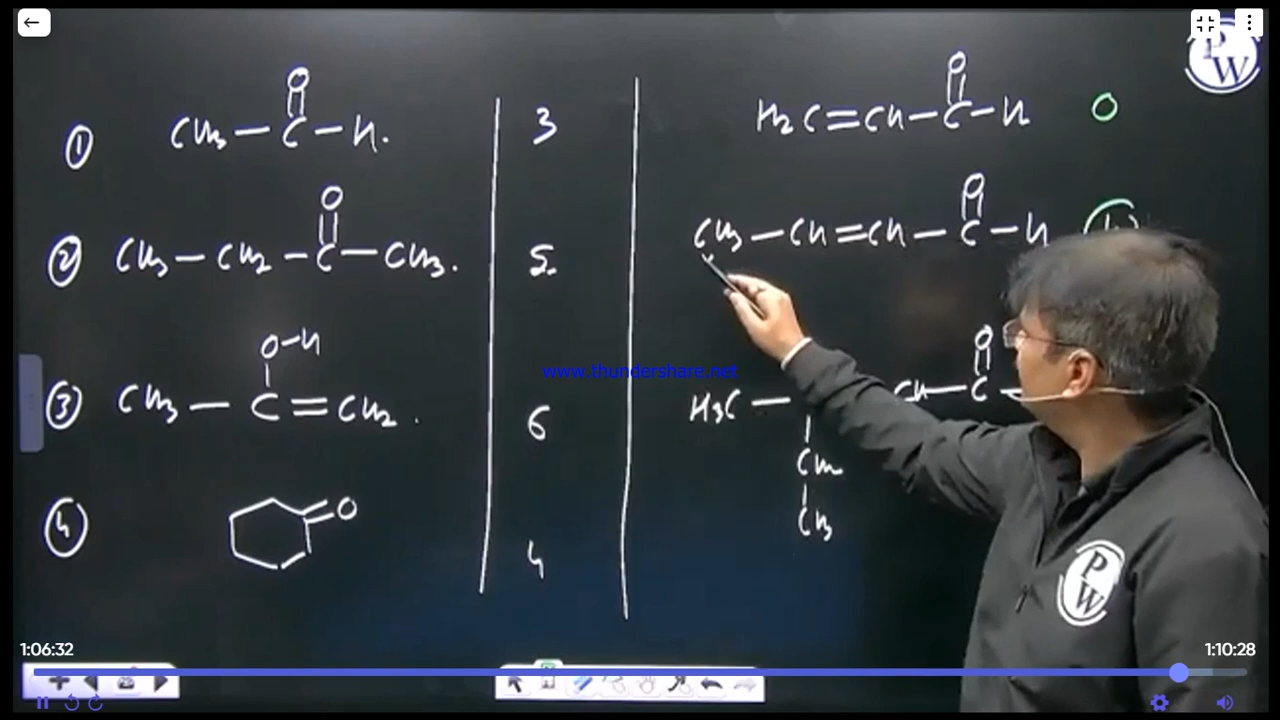 ① CH3 — C — H.
O
3
② CH3 — CH2 — C — CH3.
O
5.
③ CH3 — C = CH2.
O-H
6
④
O
4
H2C = CH — C — H
O
0
CH3 — CH = CH — C — H
O
H3C —
CH — C —
O
CH2
CH3
www.thundershare.net
P
W
P
W
1:06:32
1:10:28